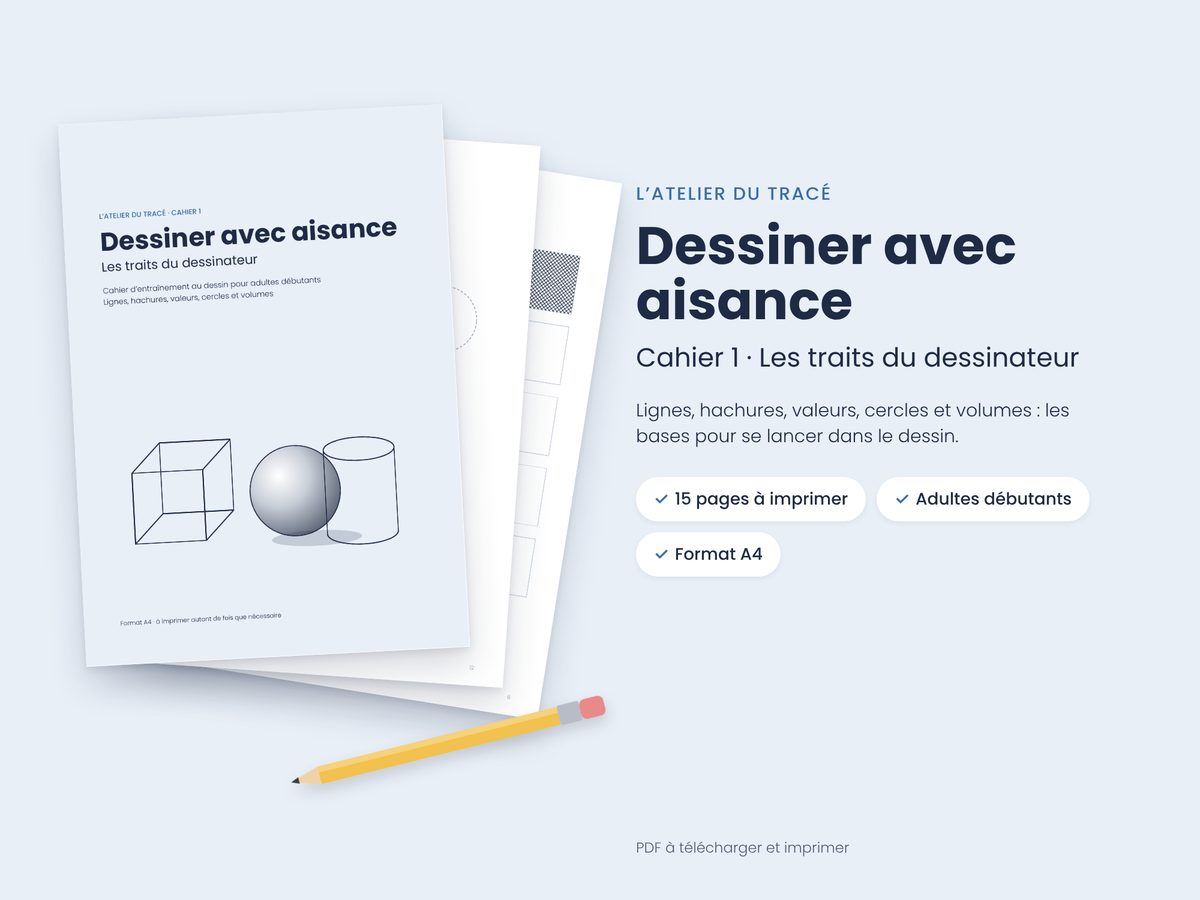 L'ATELIER DU TRACÉ · CAHIER 1
Dessiner avec aisance
Les traits du dessinateur
Cahier d'entraînement au dessin pour adultes débutants
Lignes, hachures, valeurs, cercles et volumes
Format A4 · à imprimer autant de fois que nécessaire
12
L'ATELIER DU TRACÉ
Dessiner avec
aisance
Cahier 1 · Les traits du dessinateur
Lignes, hachures, valeurs, cercles et volumes : les
bases pour se lancer dans le dessin.
15 pages à imprimer
Adultes débutants
Format A4
PDF à télécharger et imprimer